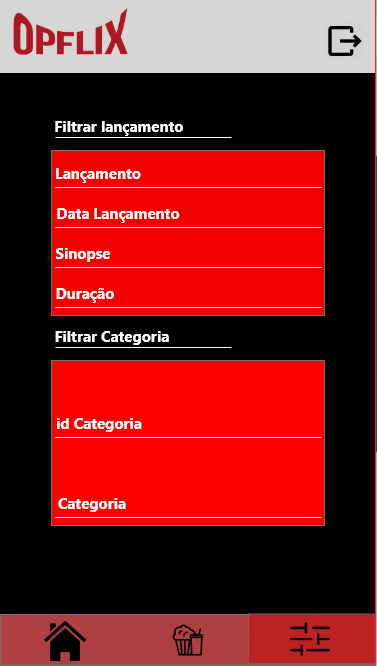 OPFLIX
Filtrar lançamento
Lançamento
Data Lançamento
Sinopse
Duração
Filtrar Categoria
id Categoria
Categoria